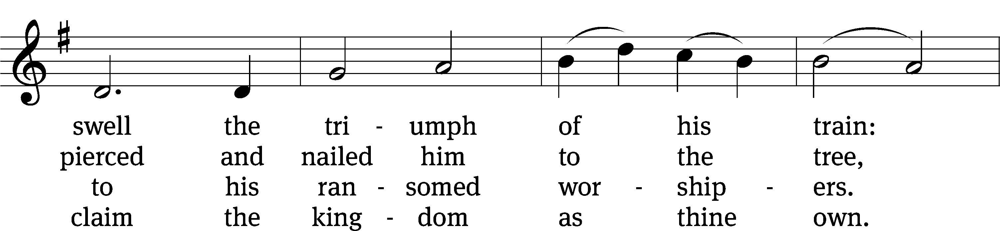 swell the tri - umph of his train:
pierced and nailed him to the tree,
to his ran - somed wor - ship - ers.
claim the king - dom as thine own.